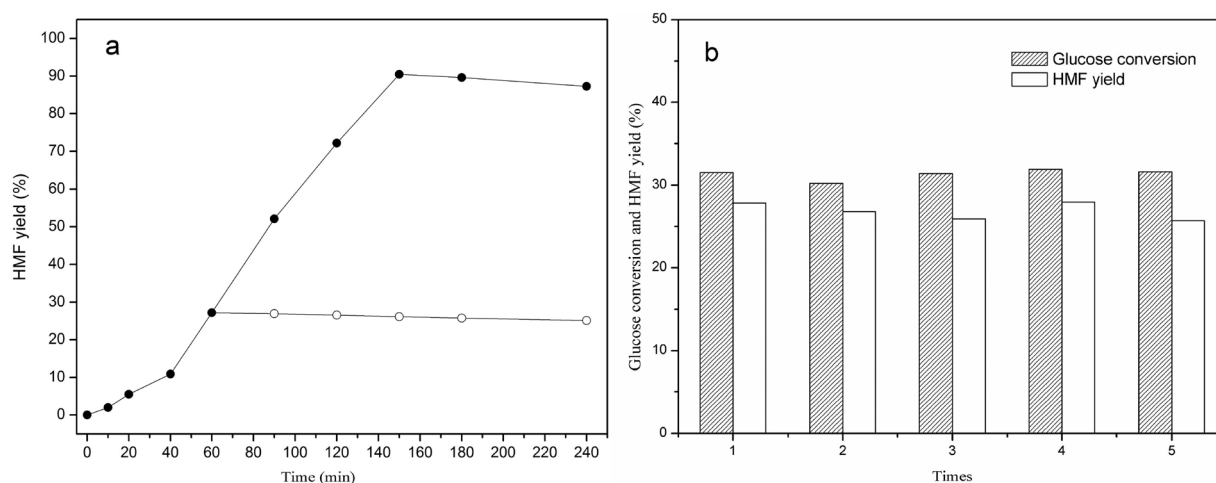 a
100
90
80
70
60
50
40
30
20
10
0
HMF yield (%)
0 20 40 60 80 100 120 140 160 180 200 220 240
Time (min)
b
Glucose conversion
HMF yield
50
40
30
20
10
0
Glucose conversion and HMF yield (%)
1 2 3 4 5
Times